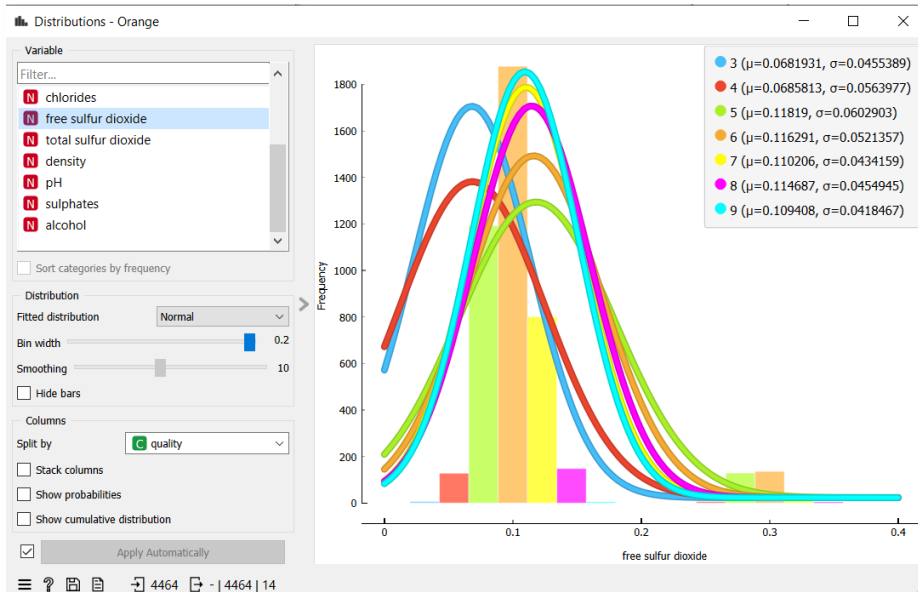 Distributions - Orange
Variable
Filter...
N chlorides
N free sulfur dioxide
N total sulfur dioxide
N density
N pH
N sulphates
N alcohol
Sort categories by frequency
Distribution
Fitted distribution Normal
Bin width 0.2
Smoothing 10
Hide bars
Columns
Split by C quality
Stack columns
Show probabilities
Show cumulative distribution
Apply Automatically
4464 - | 4464 | 14
3 (μ=0.0681931, σ=0.0455389)
4 (μ=0.0685813, σ=0.0563977)
5 (μ=0.11819, σ=0.0602903)
6 (μ=0.116291, σ=0.0521357)
7 (μ=0.110206, σ=0.0434159)
8 (μ=0.114687, σ=0.0454945)
9 (μ=0.109408, σ=0.0418467)
Frequency
1800
1600
1400
1200
1000
800
600
400
200
0
0 0.1 0.2 0.3 0.4
free sulfur dioxide